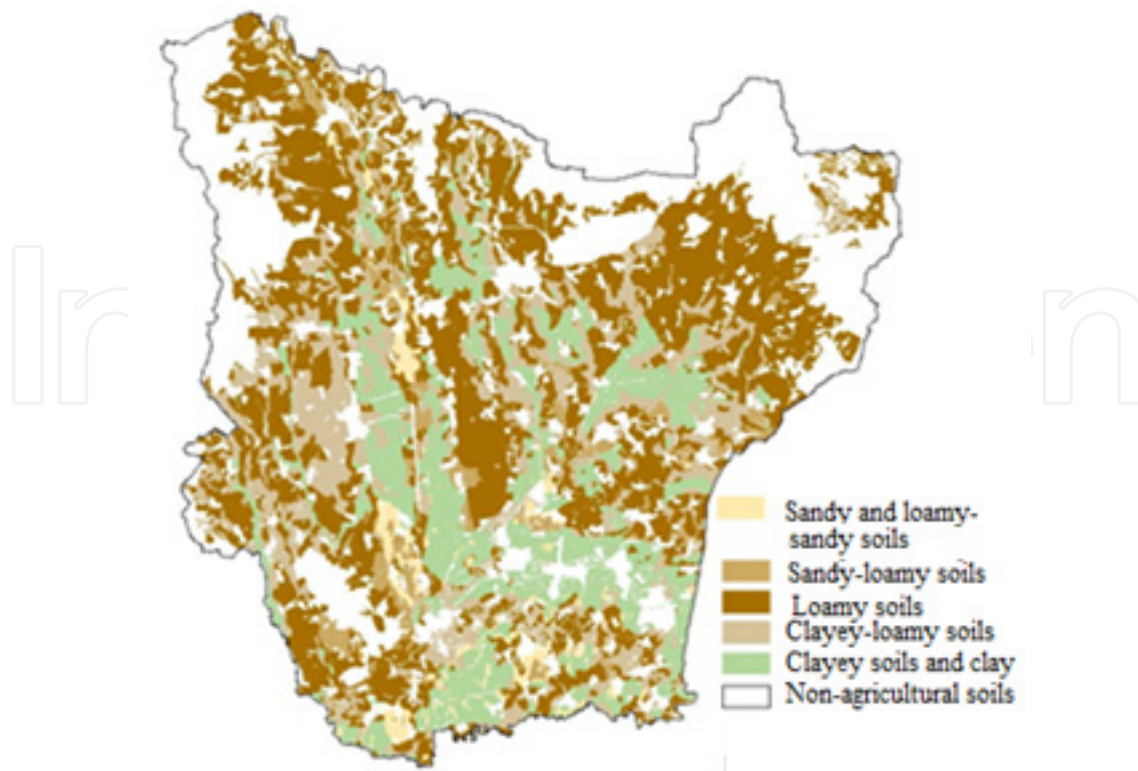 Sandy and loamy-
sandy soils
Sandy-loamy soils
Loamy soils
Clayey-loamy soils
Clayey soils and clay
Non-agricultural soils